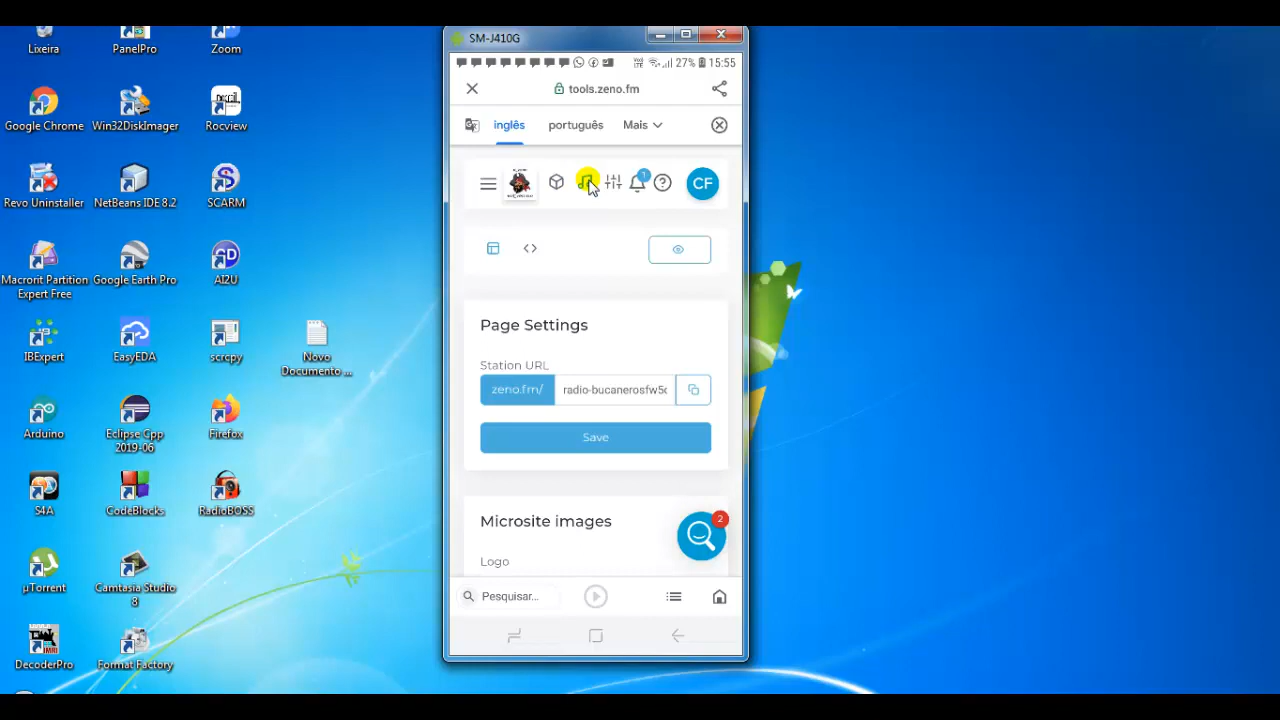 Lixeira
PanelPro
Zoom
Google Chrome
Win32DiskImager
Rocview
Revo Uninstaller
NetBeans IDE 8.2
SCARM
Macrorit Partition
Expert Free
Google Earth Pro
AI2U
IBExpert
EasyEDA
scrcpy
Novo
Documento ...
Arduino
Eclipse Cpp
2019-06
Firefox
S4A
CodeBlocks
RadioBOSS
µTorrent
Camtasia Studio
8
DecoderPro
Format Factory
SM-J410G
27% 15:55
tools.zeno.fm
inglês português Mais
1
CF
Page Settings
Station URL
zeno.fm/ radio-bucanerosfw5c
Save
Microsite images
2
Logo
Pesquisar...